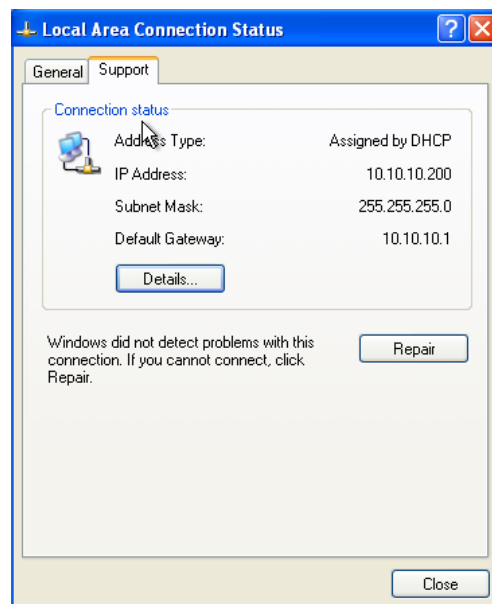 Local Area Connection Status
General Support
Connection status
Address Type: Assigned by DHCP
IP Address: 10.10.10.200
Subnet Mask: 255.255.255.0
Default Gateway: 10.10.10.1
Details...
Windows did not detect problems with this
connection. If you cannot connect, click
Repair.
Repair
Close